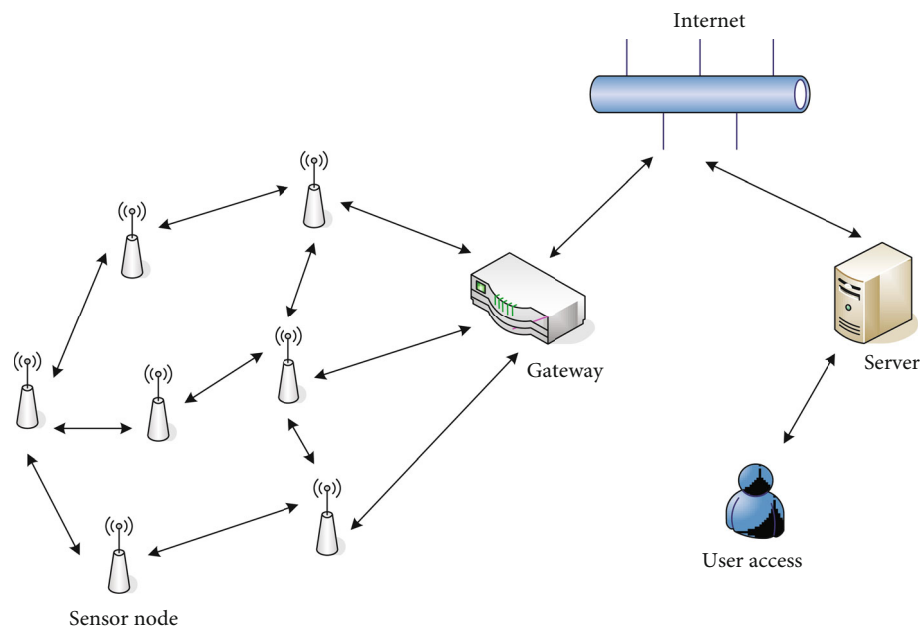 Internet
Gateway
Server
User access
Sensor node